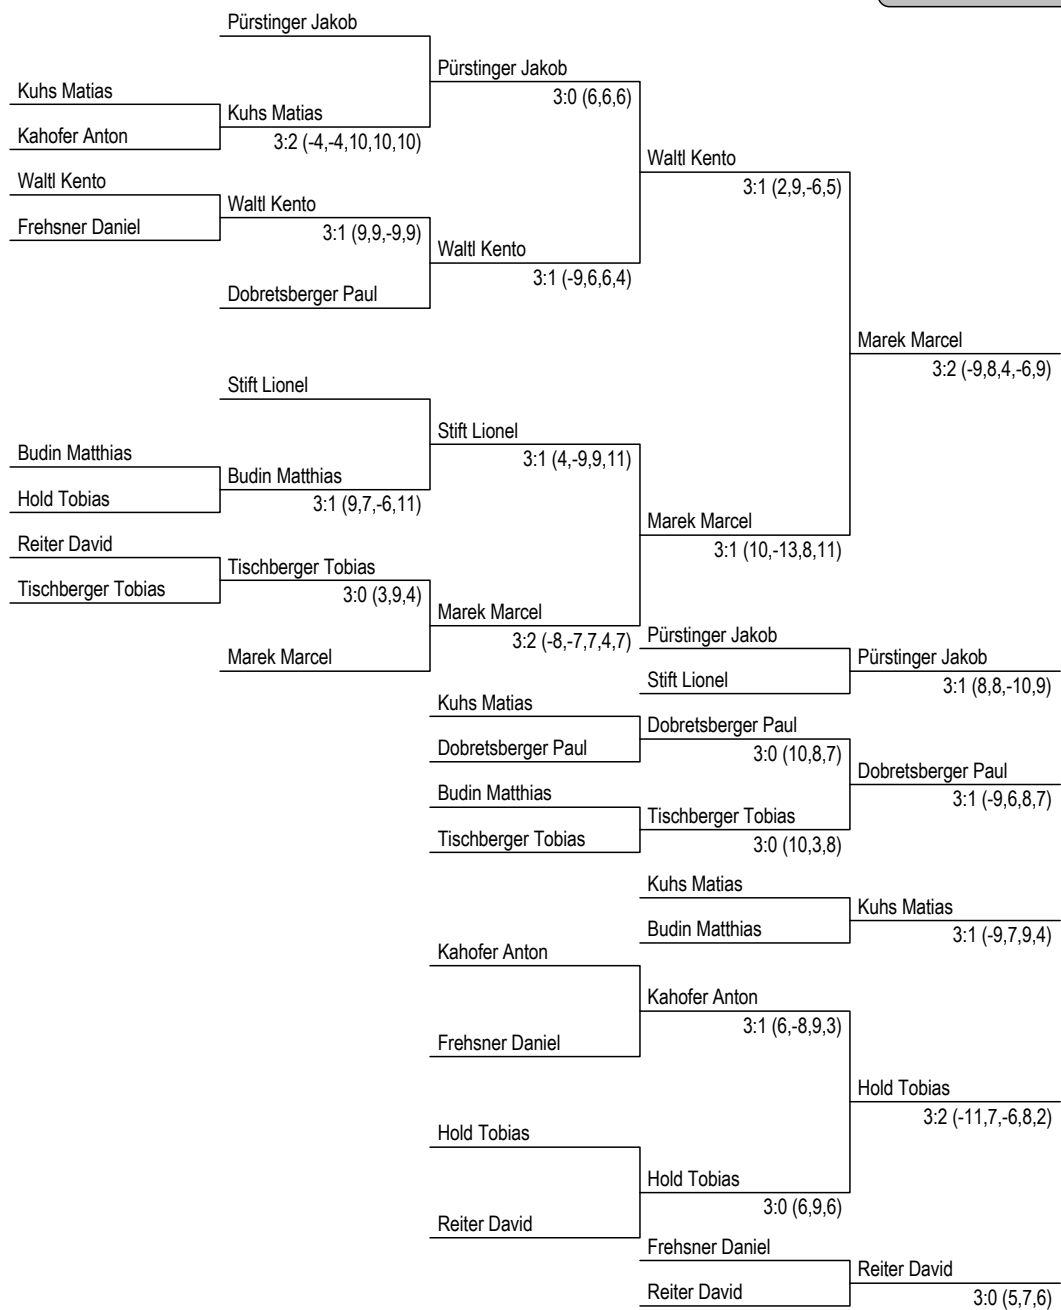 Pürstinger Jakob
Pürstinger Jakob
Kuhs Matias
3:0 (6,6,6)
Kuhs Matias
Kahofer Anton
3:2 (-4,-4,10,10,10)
Waltl Kento
3:1 (2,9,-6,5)
Waltl Kento
Waltl Kento
Frehsner Daniel
3:1 (9,9,-9,9)
Waltl Kento
3:1 (-9,6,6,4)
Dobretsberger Paul
Marek Marcel
3:2 (-9,8,4,-6,9)
Stift Lionel
Stift Lionel
Budin Matthias
3:1 (4,-9,9,11)
Budin Matthias
Hold Tobias
3:1 (9,7,-6,11)
Marek Marcel
Reiter David
3:1 (10,-13,8,11)
Tischberger Tobias
Tischberger Tobias
3:0 (3,9,4)
Marek Marcel
3:2 (-8,-7,7,4,7)
Pürstinger Jakob
Marek Marcel
Pürstinger Jakob
Stift Lionel
3:1 (8,8,-10,9)
Kuhs Matias
Dobretsberger Paul
Dobretsberger Paul
3:0 (10,8,7)
Dobretsberger Paul
Budin Matthias
3:1 (-9,6,8,7)
Tischberger Tobias
Tischberger Tobias
3:0 (10,3,8)
Kuhs Matias
Kuhs Matias
Budin Matthias
3:1 (-9,7,9,4)
Kahofer Anton
Kahofer Anton
3:1 (6,-8,9,3)
Frehsner Daniel
Hold Tobias
3:2 (-11,7,-6,8,2)
Hold Tobias
Hold Tobias
3:0 (6,9,6)
Reiter David
Frehsner Daniel
Reiter David
Reiter David
3:0 (5,7,6)